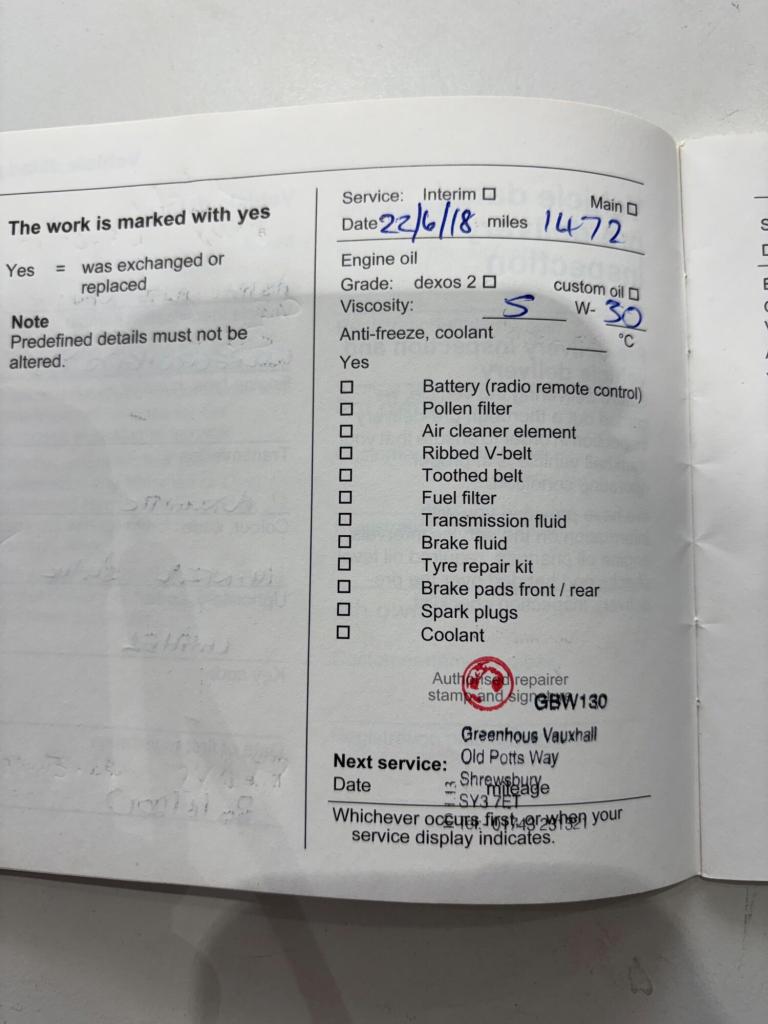 The work is marked with yes
Yes = was exchanged or
replaced
Note
Predefined details must not be
altered.
Service: Interim ☐ Main ☐
Date 22/6/18 miles 1472
Engine oil
Grade: dexos 2 ☐ custom oil ☐
Viscosity: 5 W- 30
Anti-freeze, coolant ___ °C
Yes
☐ Battery (radio remote control)
☐ Pollen filter
☐ Air cleaner element
☐ Ribbed V-belt
☐ Toothed belt
☐ Fuel filter
☐ Transmission fluid
☐ Brake fluid
☐ Tyre repair kit
☐ Brake pads front / rear
☐ Spark plugs
☐ Coolant
Authorised repairer
stamp and signature
GBW130
Greenhous Vauxhall
Old Potts Way
Shrewsbury
SY3 7ET
Next service:
Date mileage
Whichever occurs first, or when your
service display indicates.